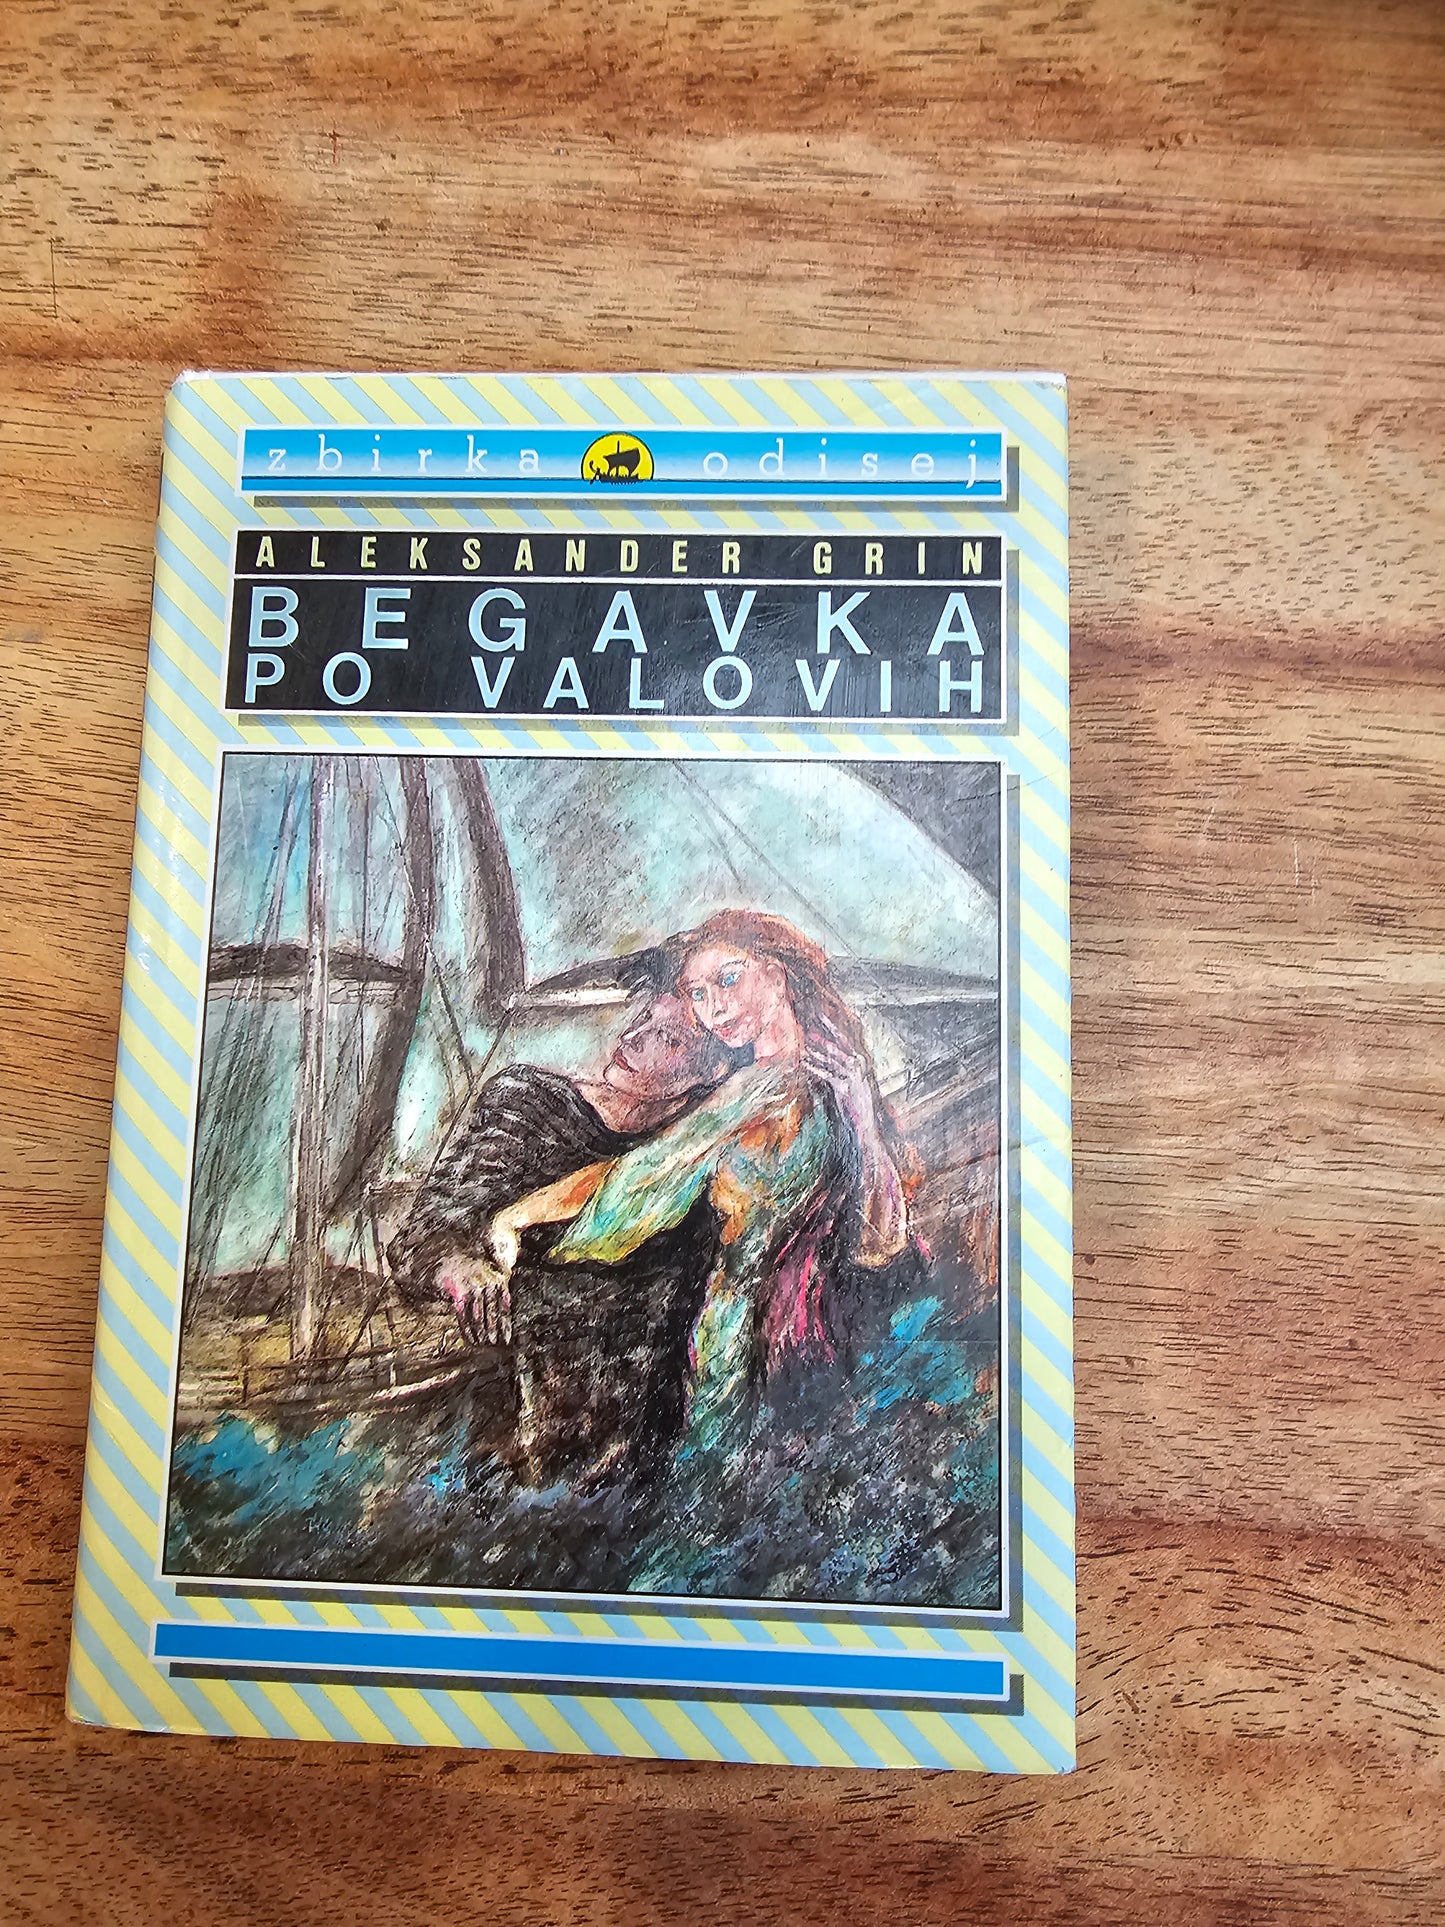 zbirka odisej
ALEKSANDER GRIN
BEGAVKA
PO VALOVIH